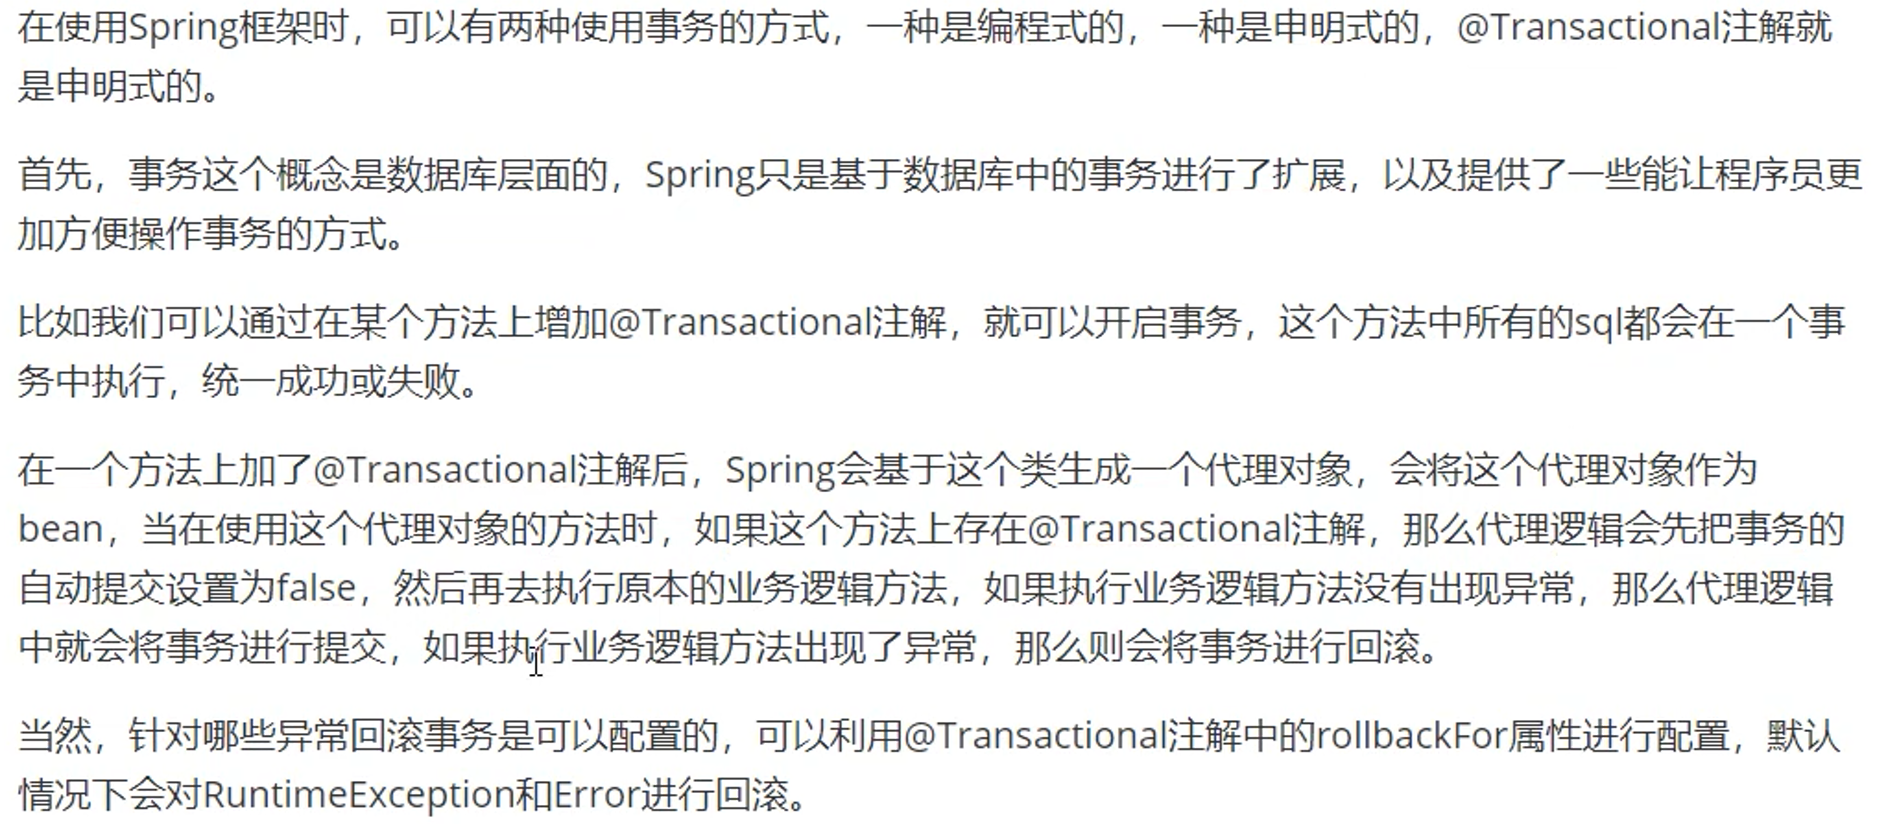 在使用Spring框架时，可以有两种使用事务的方式，一种是编程式的，一种是申明式的，@Transactional注解就
是申明式的。
首先，事务这个概念是数据库层面的，Spring只是基于数据库中的事务进行了扩展，以及提供了一些能让程序员更
加方便操作事务的方式。
比如我们可以通过在某个方法上增加@Transactional注解，就可以开启事务，这个方法中所有的sql都会在一个事
务中执行，统一成功或失败。
在一个方法上加了@Transactional注解后，Spring会基于这个类生成一个代理对象，会将这个代理对象作为
bean，当在使用这个代理对象的方法时，如果这个方法上存在@Transactional注解，那么代理逻辑会先把事务的
自动提交设置为false，然后再去执行原本的业务逻辑方法，如果执行业务逻辑方法没有出现异常，那么代理逻辑
中就会将事务进行提交，如果执行业务逻辑方法出现了异常，那么则会将事务进行回滚。
当然，针对哪些异常回滚事务是可以配置的，可以利用@Transactional注解中的rollbackFor属性进行配置，默认
情况下会对RuntimeException和Error进行回滚。